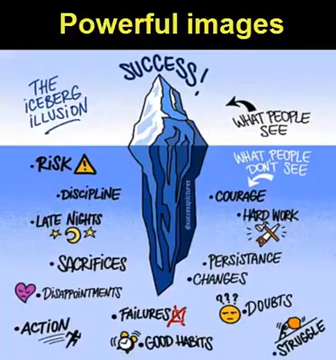 Powerful images
SUCCESS!
THE
ICEBERG
ILLUSION
WHAT PEOPLE
SEE
WHAT PEOPLE
DON'T SEE
• RISK
• DISCIPLINE
• COURAGE
• LATE NIGHTS
• HARD WORK
@successpictures
• SACRIFICES
• PERSISTANCE
• CHANGES
• DISAPPOINTMENTS
???
• DOUBTS
• FAILURES
• ACTION
• GOOD HABITS
• STRUGGLE